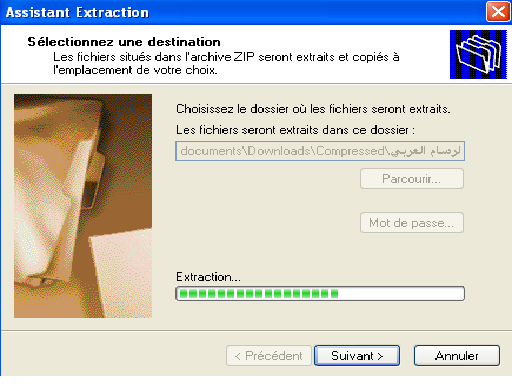 Assistant Extraction
Sélectionnez une destination
Les fichiers situés dans l'archive ZIP seront extraits et copiés à
l'emplacement de votre choix.
Choisissez le dossier où les fichiers seront extraits.
Les fichiers seront extraits dans ce dossier :
documents\Downloads\Compressed\الرسام العربي
Parcourir...
Mot de passe...
Extraction...
< Précédent
Suivant >
Annuler